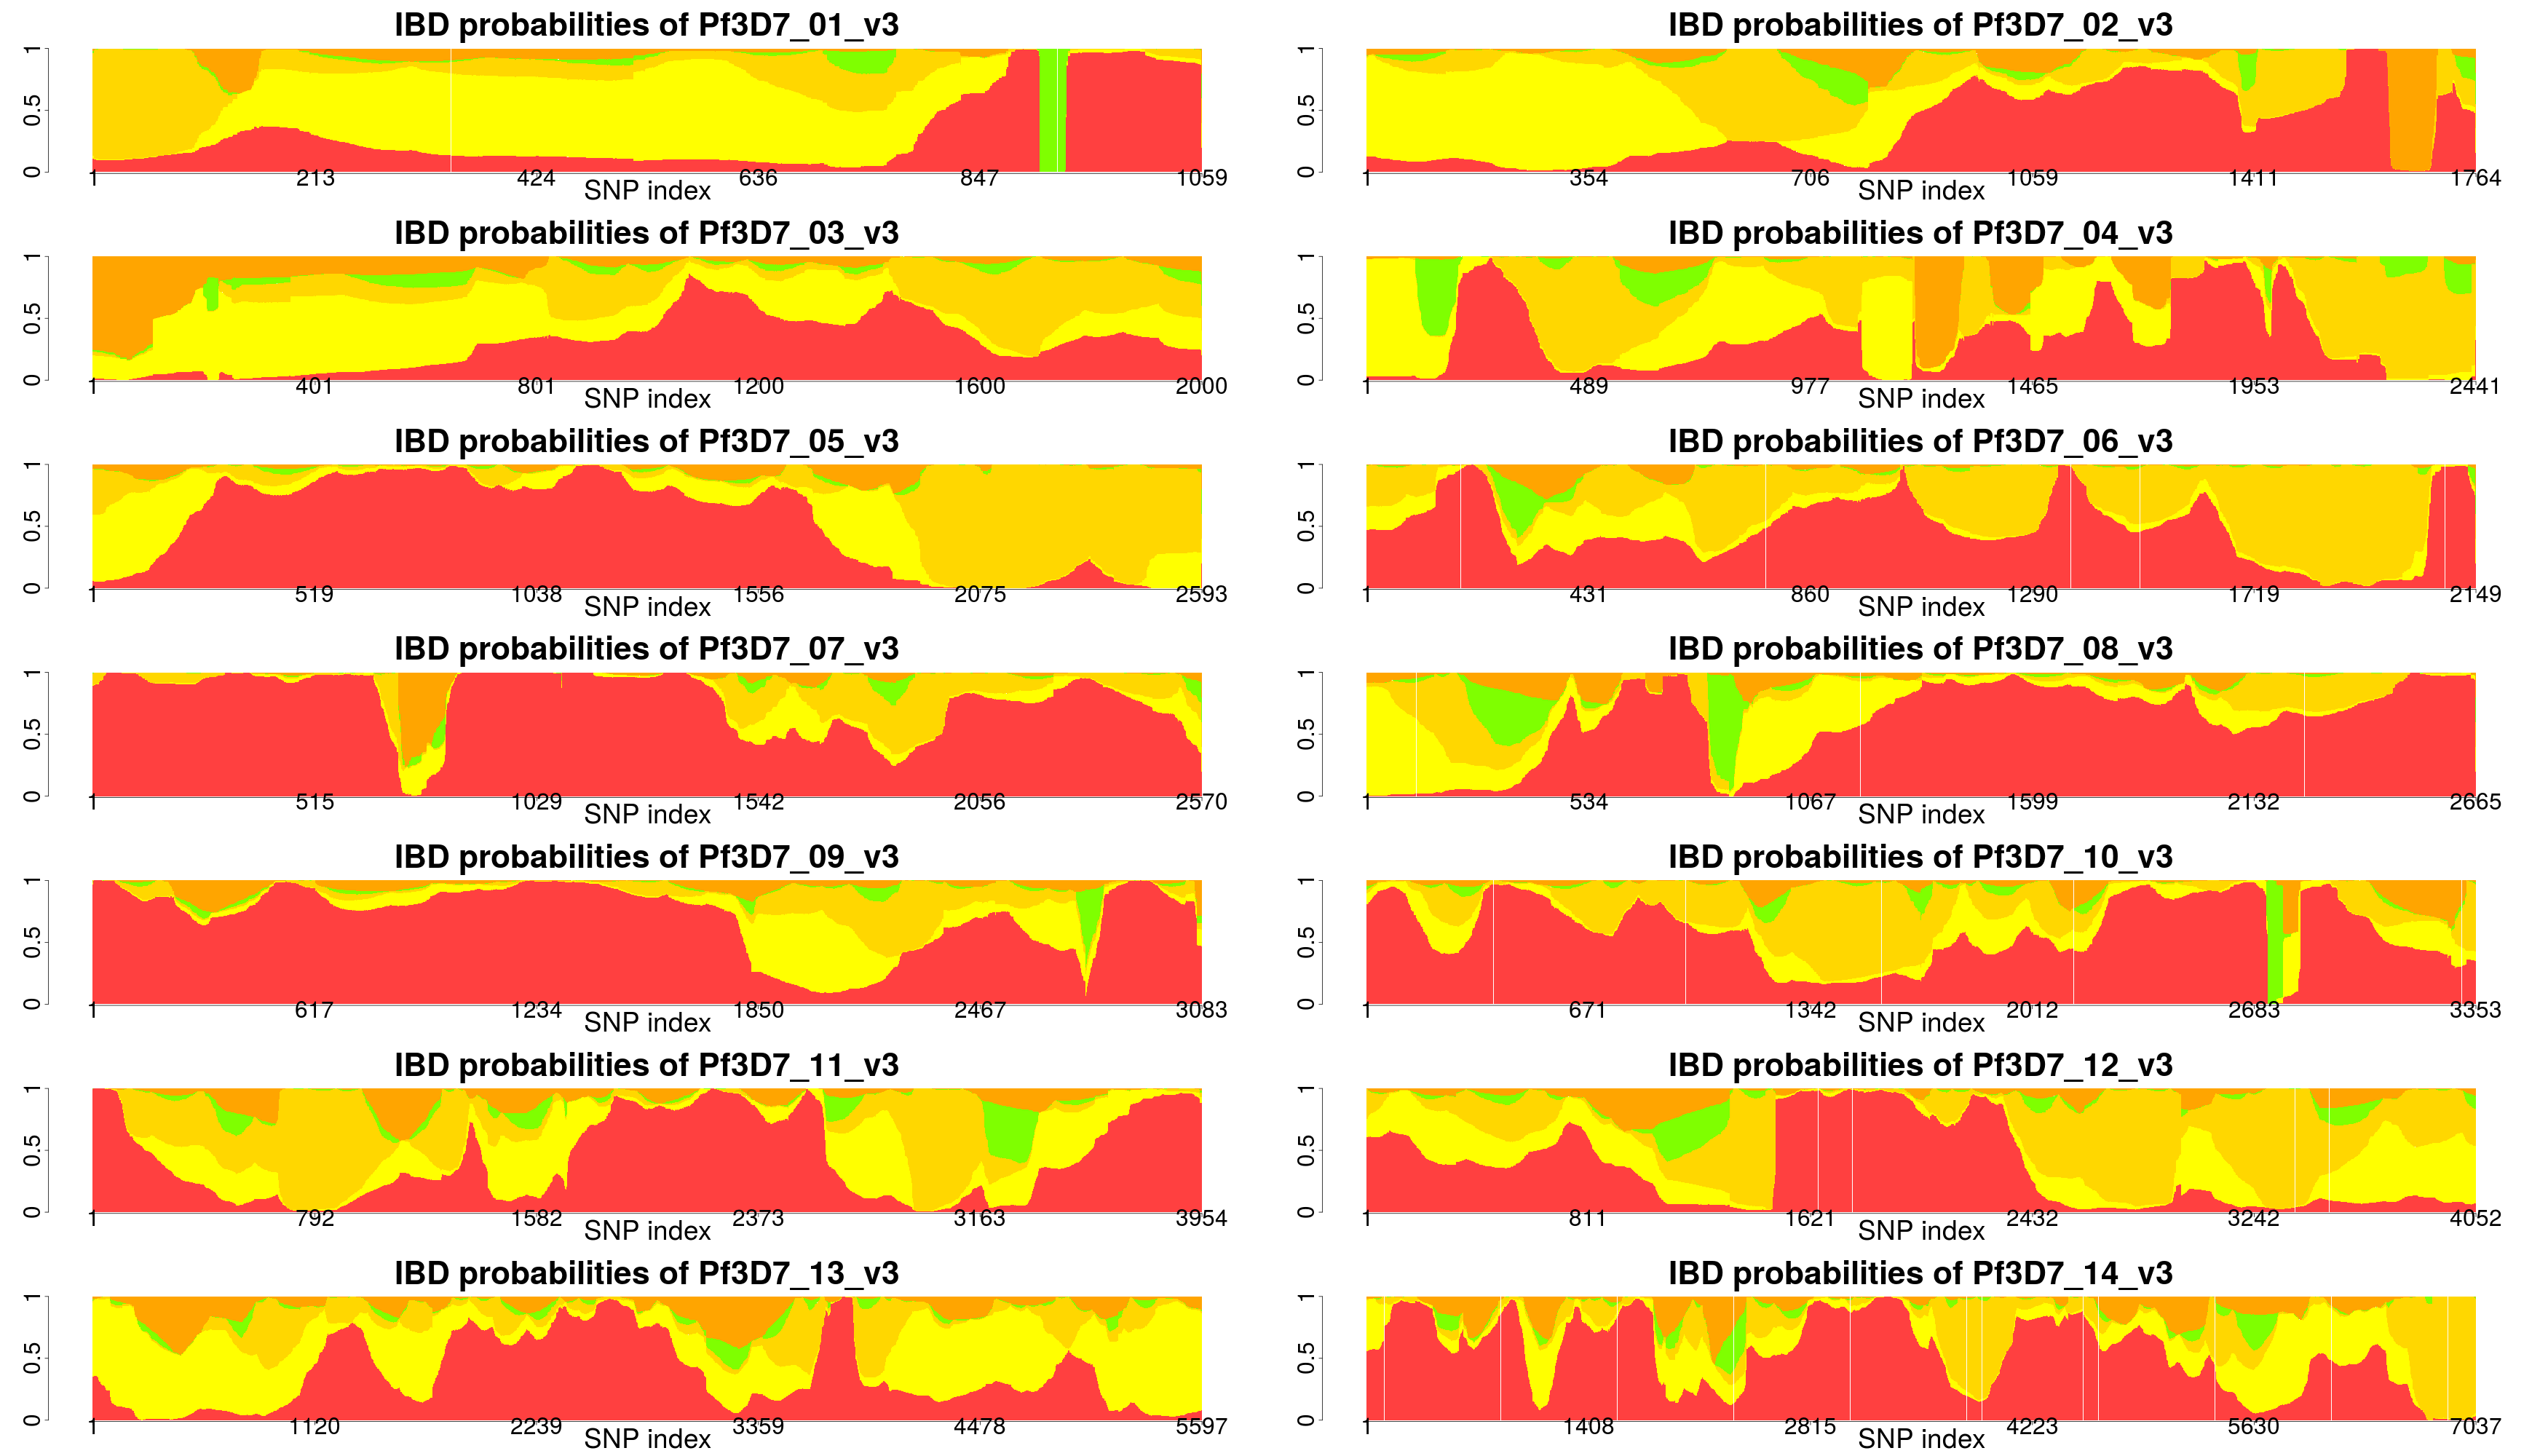 IBD probabilities of Pf3D7_01_v3
0 0.5 1
1 213 424 636 847 1059
SNP index
IBD probabilities of Pf3D7_02_v3
0 0.5 1
1 354 706 1059 1411 1764
SNP index
IBD probabilities of Pf3D7_03_v3
0 0.5 1
1 401 801 1200 1600 2000
SNP index
IBD probabilities of Pf3D7_04_v3
0 0.5 1
1 489 977 1465 1953 2441
SNP index
IBD probabilities of Pf3D7_05_v3
0 0.5 1
1 519 1038 1556 2075 2593
SNP index
IBD probabilities of Pf3D7_06_v3
0 0.5 1
1 431 860 1290 1719 2149
SNP index
IBD probabilities of Pf3D7_07_v3
0 0.5 1
1 515 1029 1542 2056 2570
SNP index
IBD probabilities of Pf3D7_08_v3
0 0.5 1
1 534 1067 1599 2132 2665
SNP index
IBD probabilities of Pf3D7_09_v3
0 0.5 1
1 617 1234 1850 2467 3083
SNP index
IBD probabilities of Pf3D7_10_v3
0 0.5 1
1 671 1342 2012 2683 3353
SNP index
IBD probabilities of Pf3D7_11_v3
0 0.5 1
1 792 1582 2373 3163 3954
SNP index
IBD probabilities of Pf3D7_12_v3
0 0.5 1
1 811 1621 2432 3242 4052
SNP index
IBD probabilities of Pf3D7_13_v3
0 0.5 1
1 1120 2239 3359 4478 5597
SNP index
IBD probabilities of Pf3D7_14_v3
0 0.5 1
1 1408 2815 4223 5630 7037
SNP index